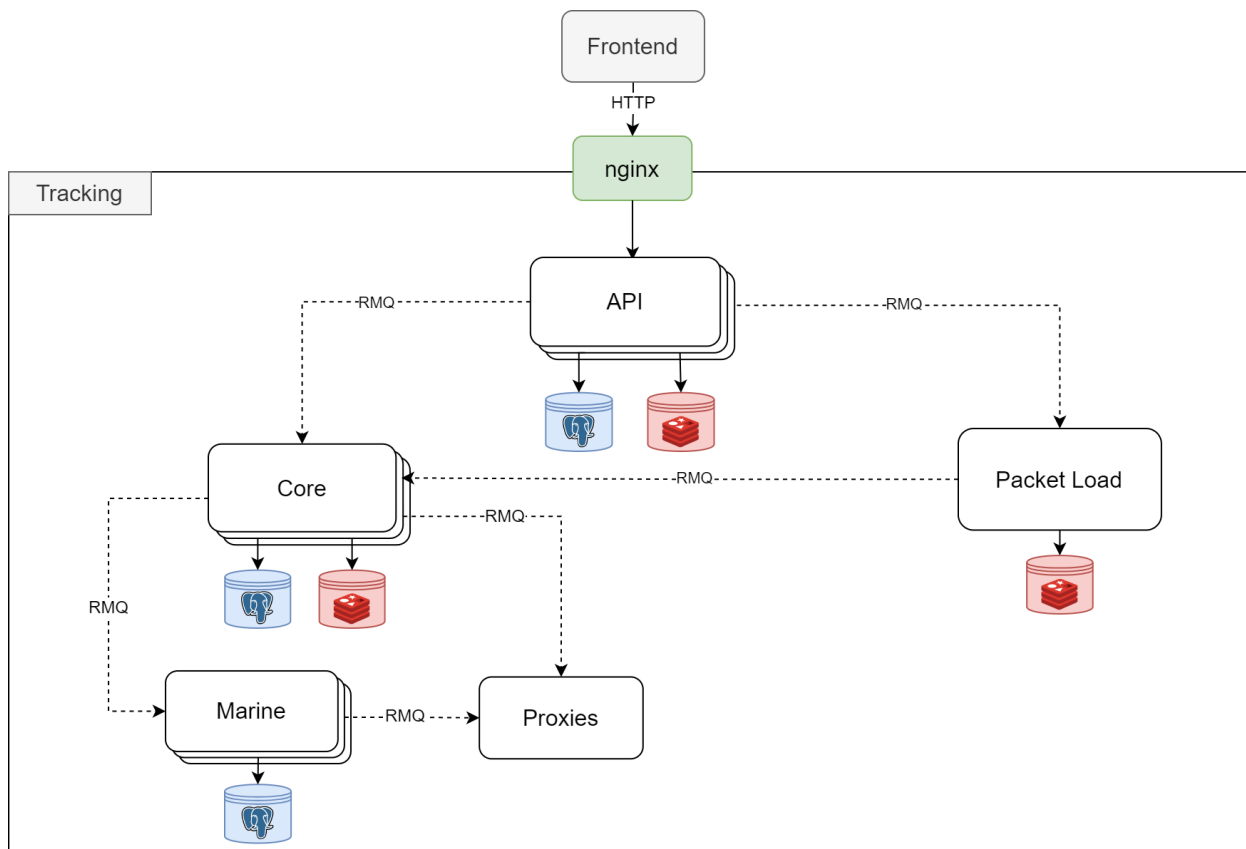 Frontend
HTTP
nginx
Tracking
API
RMQ
RMQ
Core
RMQ
Packet Load
RMQ
RMQ
Marine
RMQ
Proxies